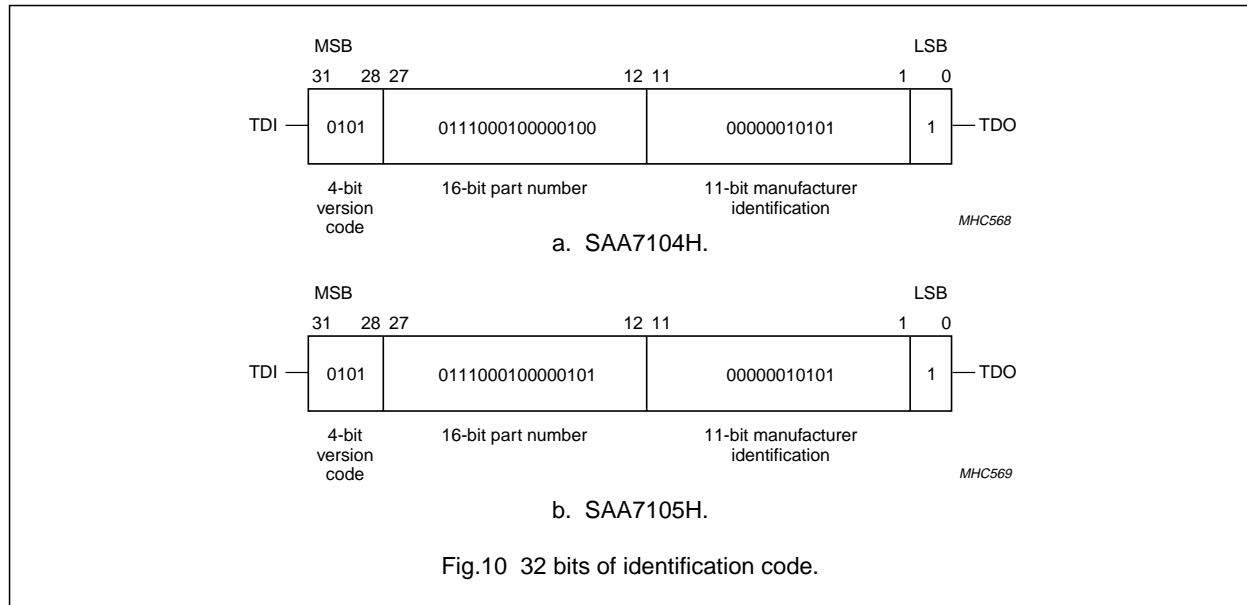 MSB LSB
31 28 27 12 11 1 0
TDI 0101 0111000100000100 00000010101 1 TDO
4-bit version code 16-bit part number 11-bit manufacturer identification
MHC568
a. SAA7104H.
MSB LSB
31 28 27 12 11 1 0
TDI 0101 0111000100000101 00000010101 1 TDO
4-bit version code 16-bit part number 11-bit manufacturer identification
MHC569
b. SAA7105H.
Fig.10 32 bits of identification code.